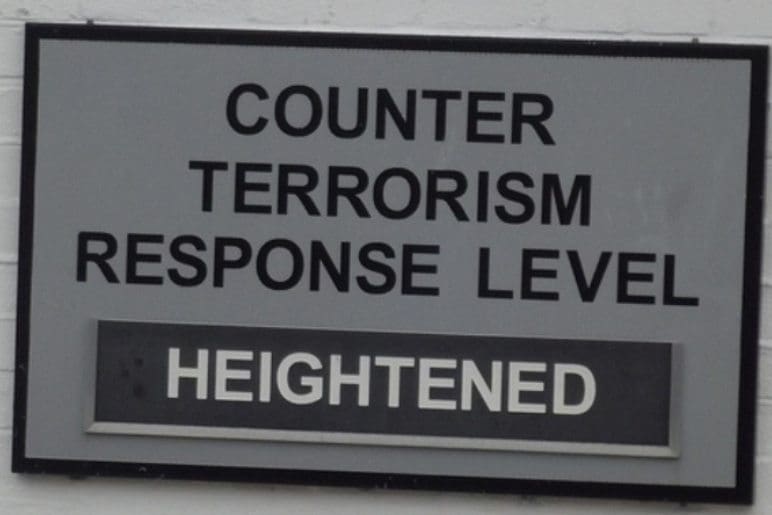 COUNTER
TERRORISM
RESPONSE LEVEL
HEIGHTENED